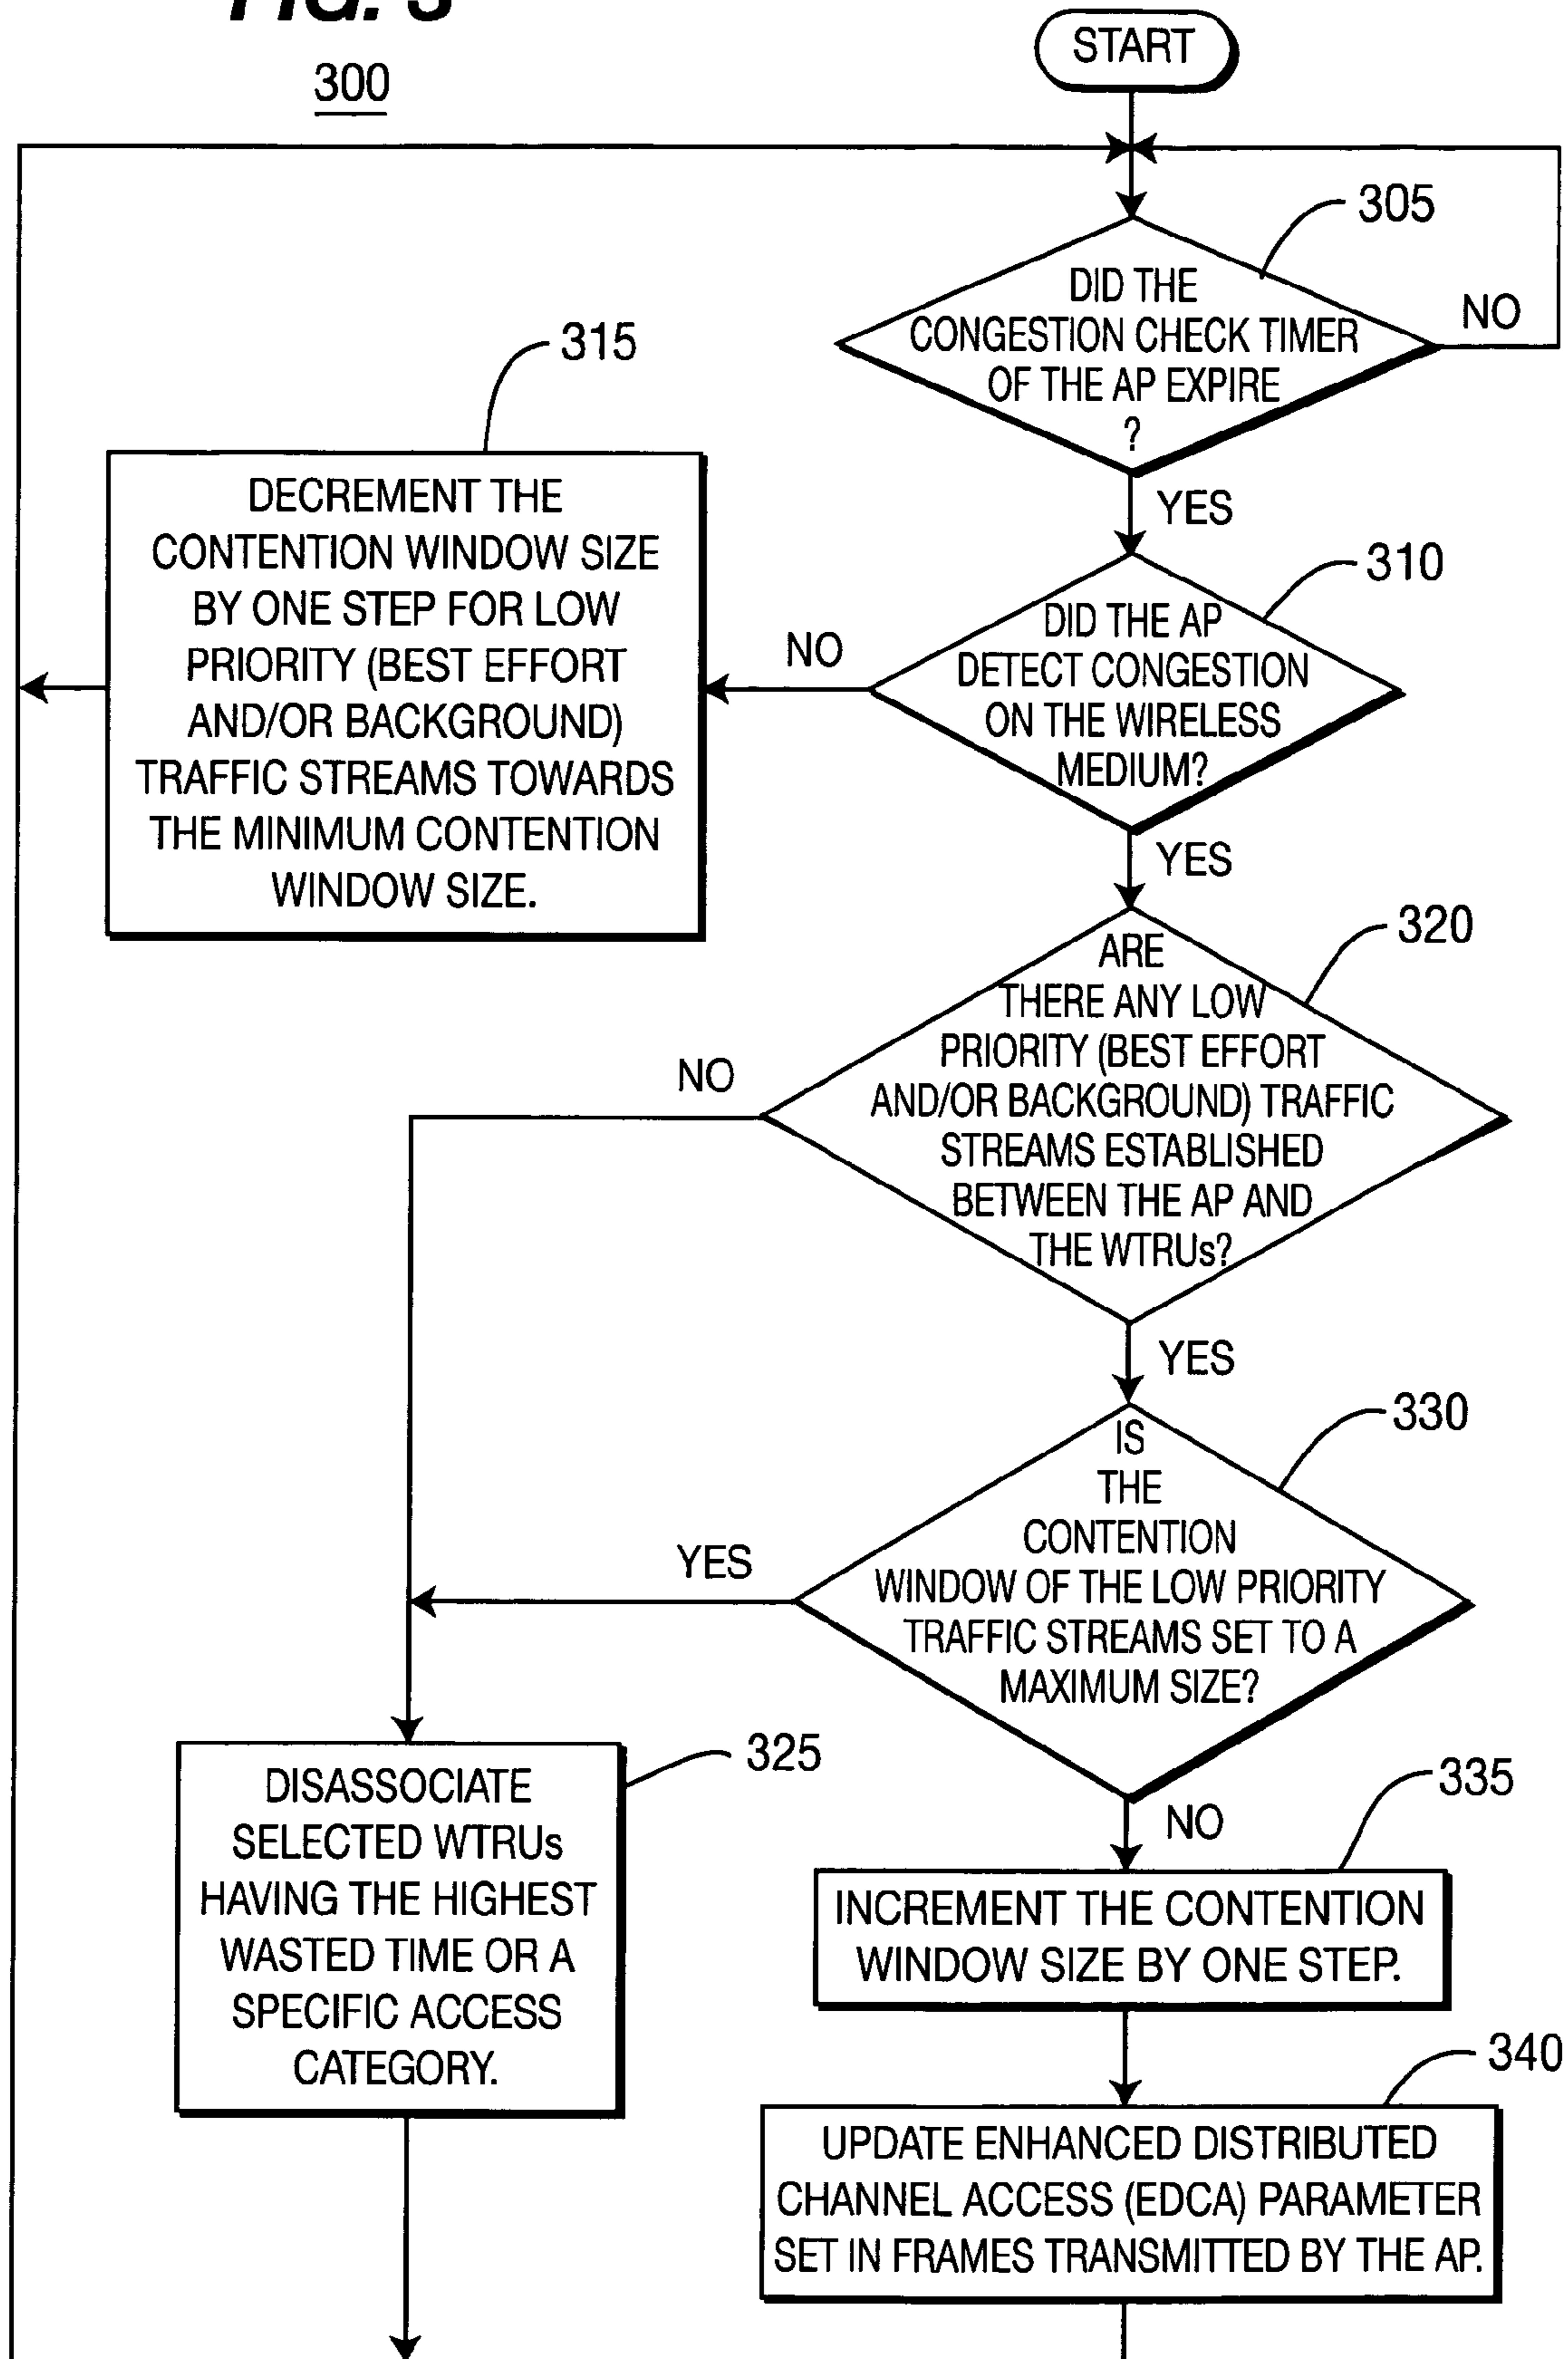 FIG. 3
300
START
305
DID THE
CONGESTION CHECK TIMER
OF THE AP EXPIRE
?
NO
YES
315
DECREMENT THE
CONTENTION WINDOW SIZE
BY ONE STEP FOR LOW
PRIORITY (BEST EFFORT
AND/OR BACKGROUND)
TRAFFIC STREAMS TOWARDS
THE MINIMUM CONTENTION
WINDOW SIZE.
310
DID THE AP
DETECT CONGESTION
ON THE WIRELESS
MEDIUM?
NO
YES
320
ARE
THERE ANY LOW
PRIORITY (BEST EFFORT
AND/OR BACKGROUND) TRAFFIC
STREAMS ESTABLISHED
BETWEEN THE AP AND
THE WTRUs?
NO
YES
330
IS
THE
CONTENTION
WINDOW OF THE LOW PRIORITY
TRAFFIC STREAMS SET TO A
MAXIMUM SIZE?
YES
NO
325
DISASSOCIATE
SELECTED WTRUs
HAVING THE HIGHEST
WASTED TIME OR A
SPECIFIC ACCESS
CATEGORY.
335
INCREMENT THE CONTENTION
WINDOW SIZE BY ONE STEP.
340
UPDATE ENHANCED DISTRIBUTED
CHANNEL ACCESS (EDCA) PARAMETER
SET IN FRAMES TRANSMITTED BY THE AP.